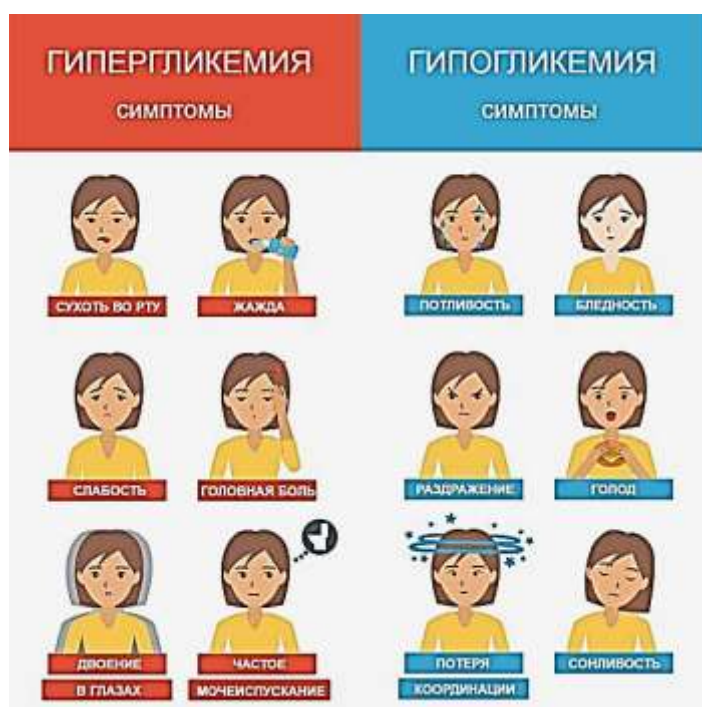 ГИПЕРГЛИКЕМИЯ
СИМПТОМЫ
ГИПОГЛИКЕМИЯ
СИМПТОМЫ
СУХОТЬ ВО РТУ
ЖАЖДА
ПОТЛИВОСТЬ
БЛЕДНОСТЬ
СЛАБОСТЬ
ГОЛОВНАЯ БОЛЬ
РАЗДРАЖЕНИЕ
ГОЛОД
ДВОЕНИЕ
В ГЛАЗАХ
ЧАСТОЕ
МОЧЕИСПУСКАНИЕ
ПОТЕРЯ
КООРДИНАЦИИ
СОНЛИВОСТЬ